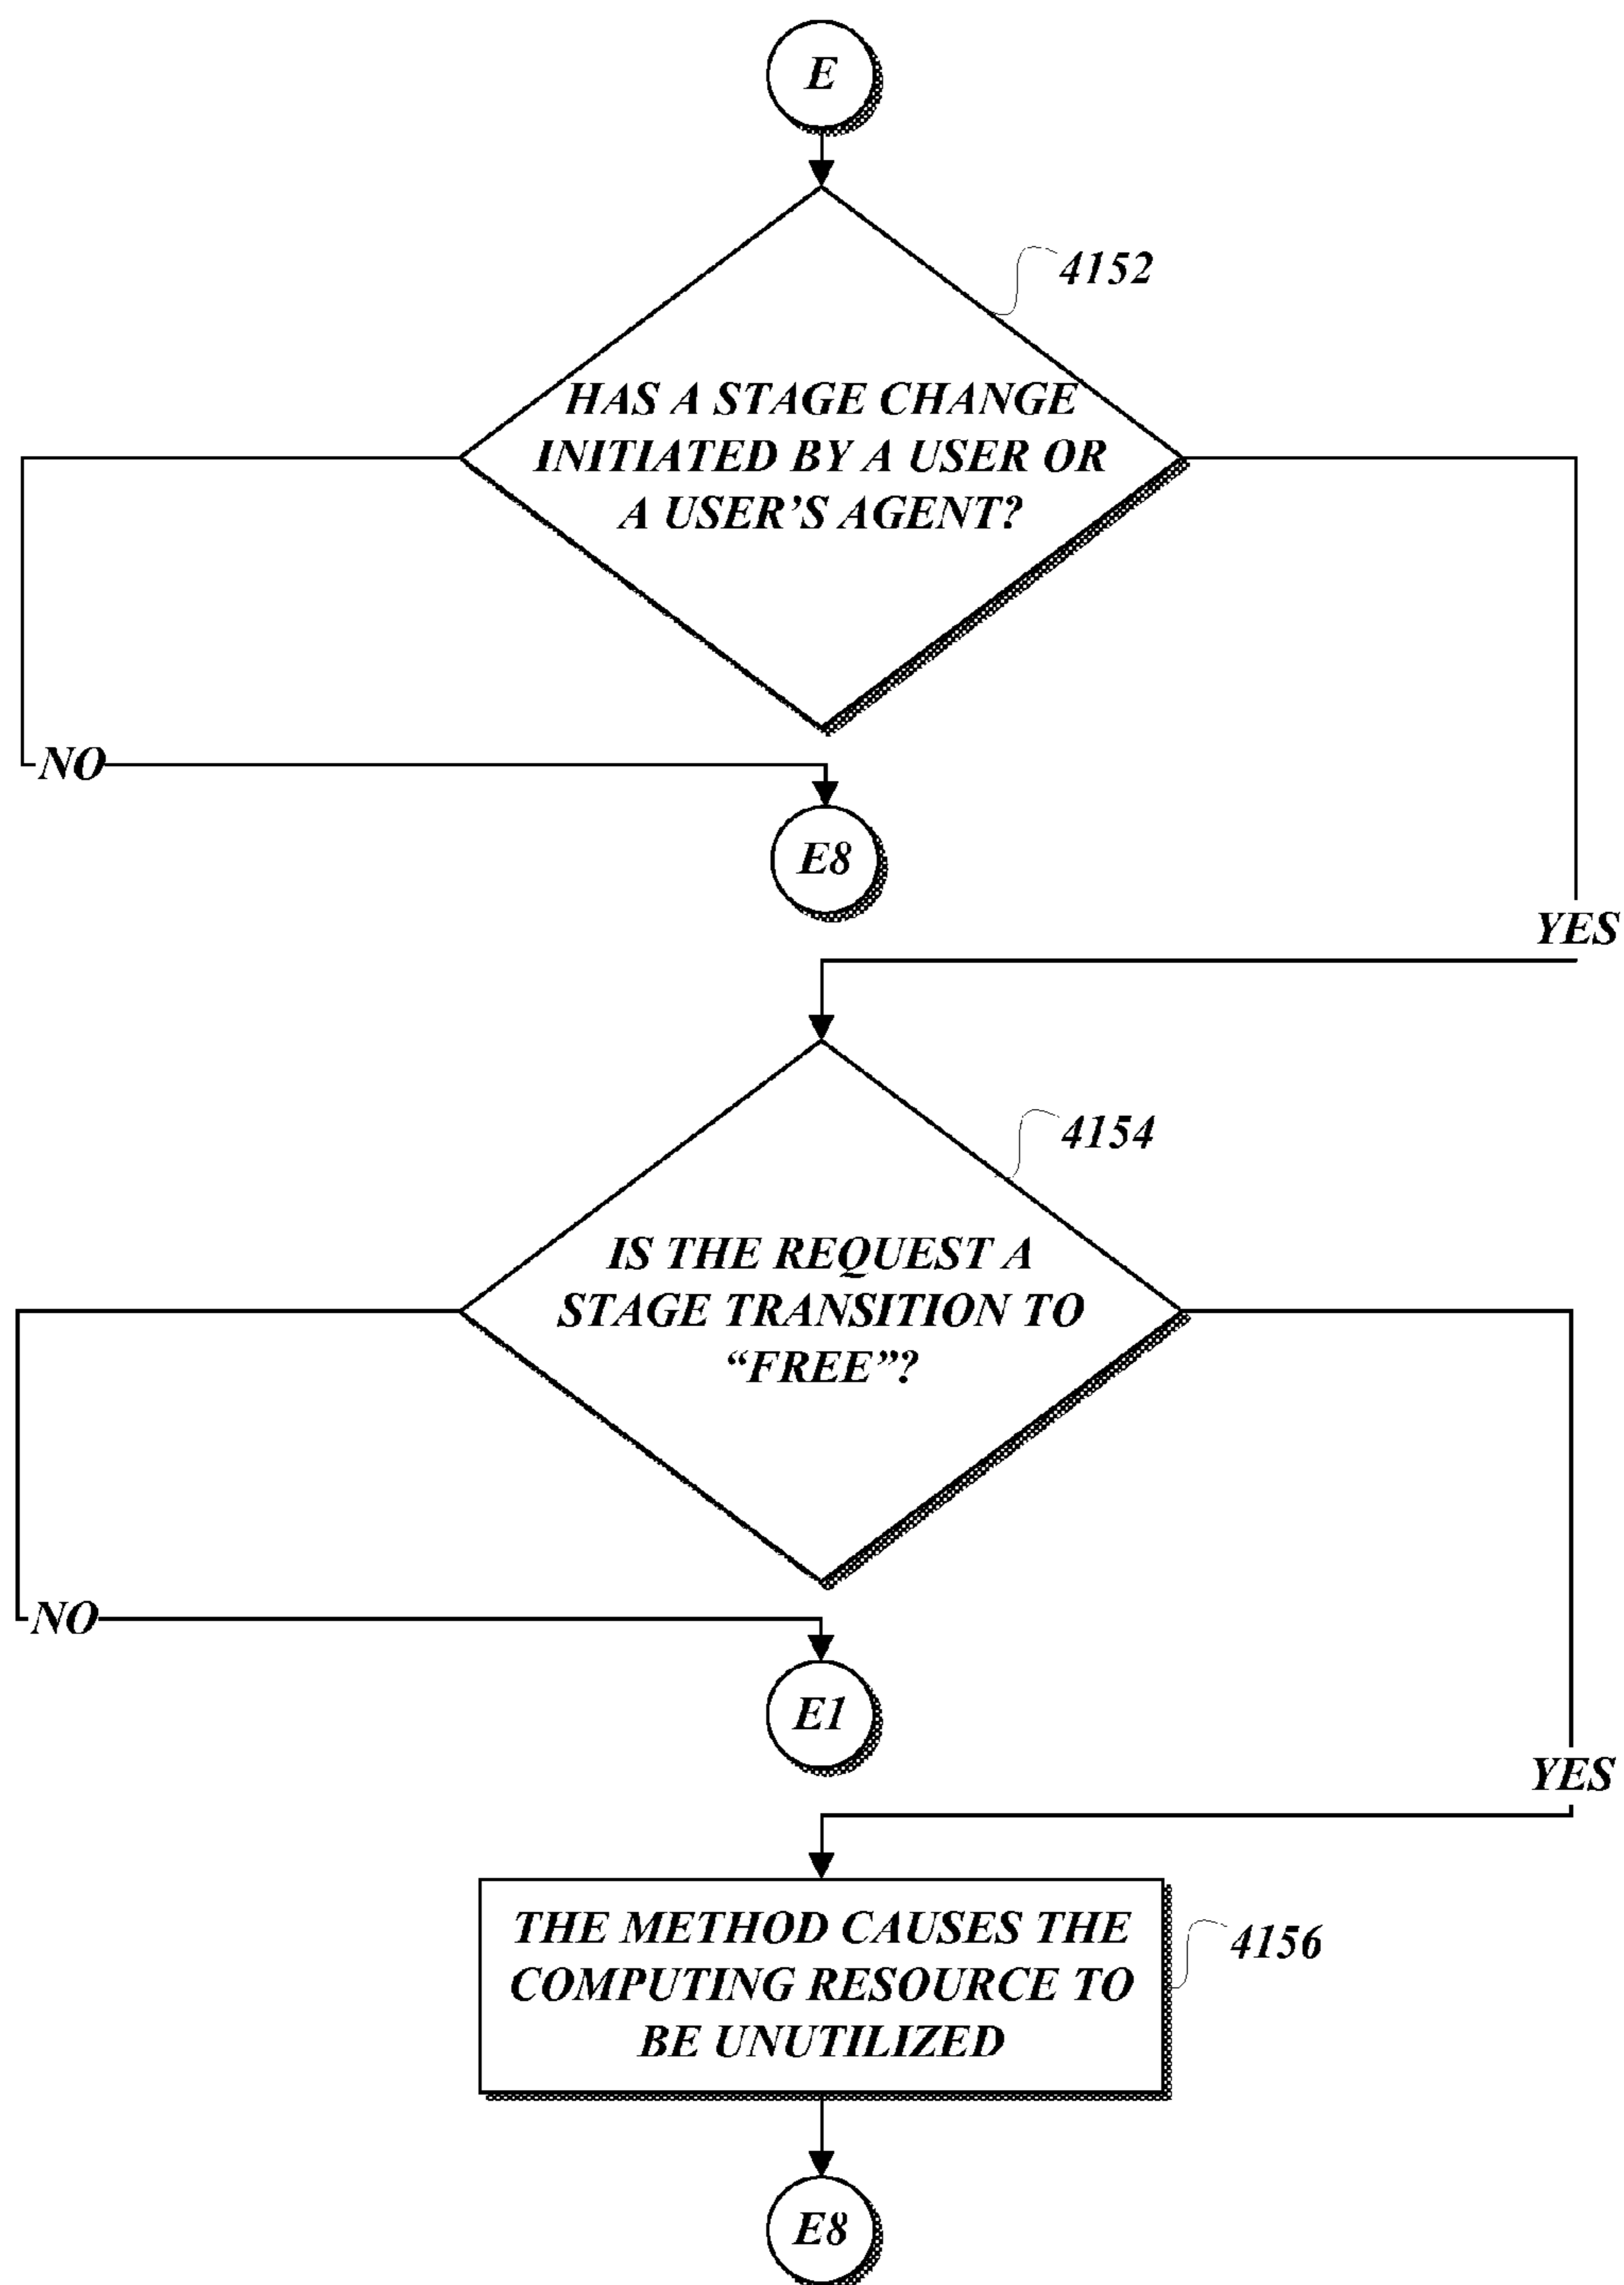 E
4152
HAS A STAGE CHANGE
INITIATED BY A USER OR
A USER’S AGENT?
NO
E8
YES
4154
IS THE REQUEST A
STAGE TRANSITION TO
“FREE”?
NO
E1
YES
THE METHOD CAUSES THE
COMPUTING RESOURCE TO
BE UNUTILIZED
4156
E8